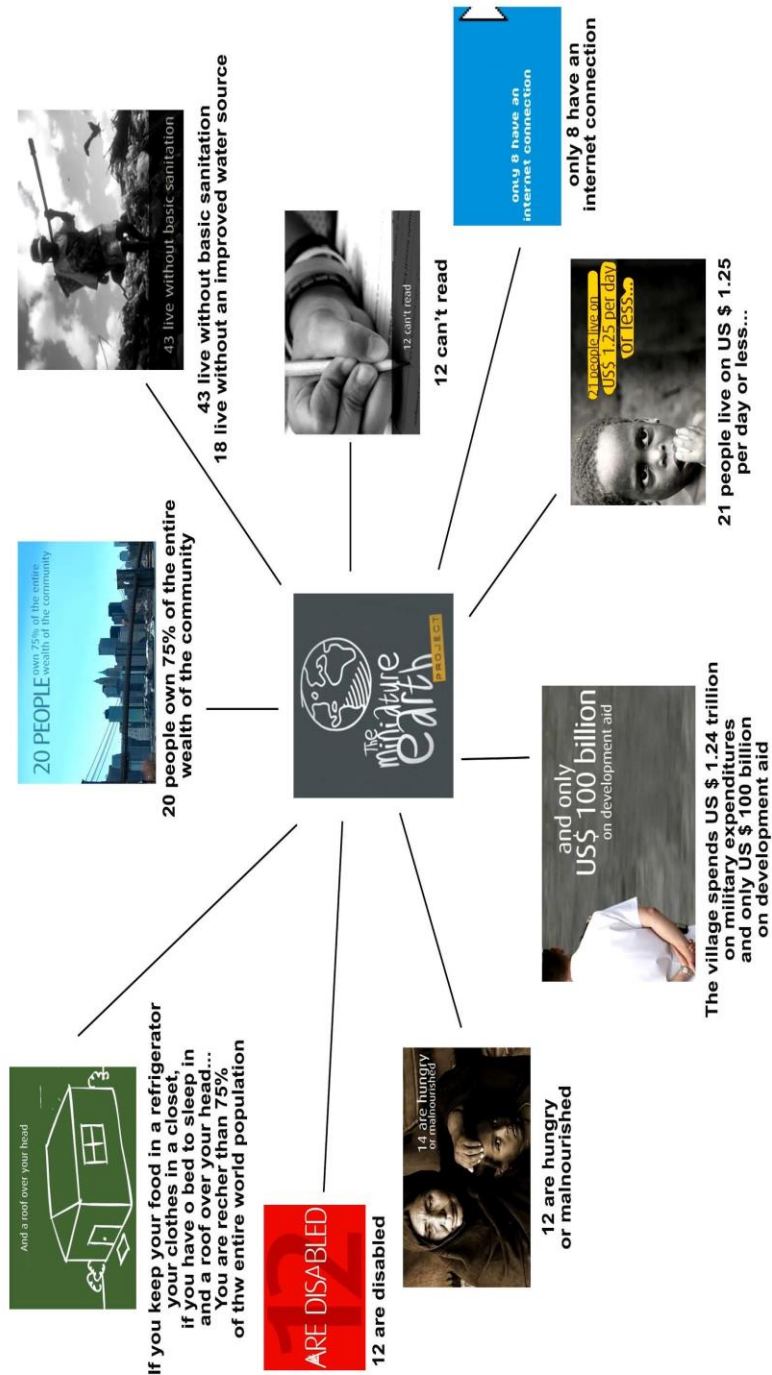 And a roof over your head
If you keep your food in a refrigerator
your clothes in a closet,
if you have o bed to sleep in
and a roof over your head...
You are recher than 75%
of thw entire world population
20 PEOPLE own 75% of the entire
wealth of the community
20 people own 75% of the entire
wealth of the community
43 live without basic sanitation
43 live without basic sanitation
18 live without an improved water source
12
ARE DISABLED
12 are disabled
The
miniature
earth
PROJECT
12 can't read
12 can't read
14 are hungry
or malnourished
12 are hungry
or malnourished
and only
US$ 100 billion
on development aid
The village spends US $ 1.24 trillion
on military expenditures
and only US $ 100 billion
on development aid
21 people live on
US$ 1.25 per day
or less...
21 people live on US $ 1.25
per day or less...
only 8 have an
internet connection
only 8 have an
internet connection